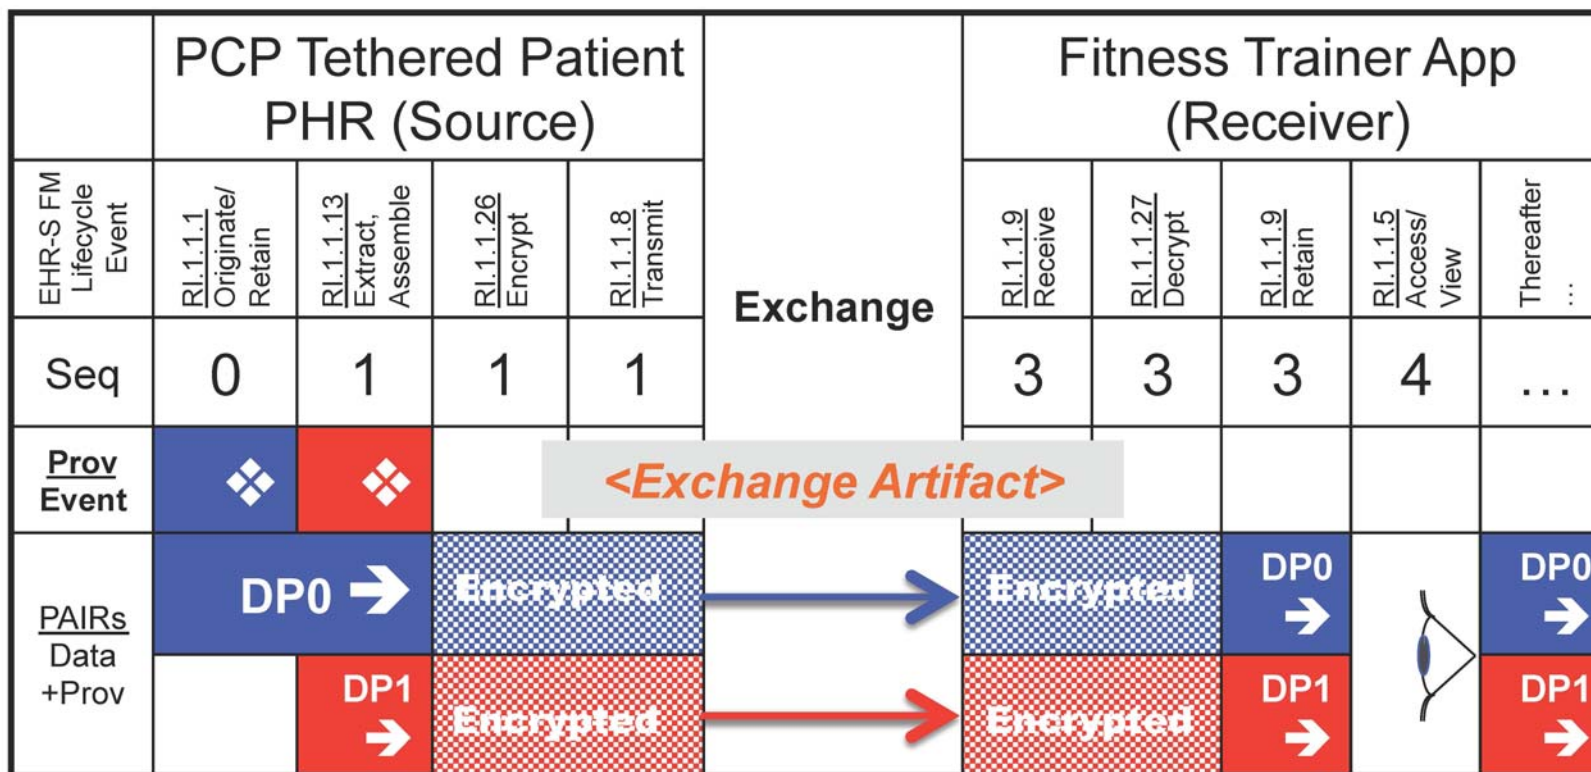 PCP Tethered Patient
PHR (Source)
Fitness Trainer App
(Receiver)
EHR-S FM
Lifecycle
Event
RI.1.1.1
Originate/
Retain
RI.1.1.13
Extract,
Assemble
RI.1.1.26
Encrypt
RI.1.1.8
Transmit
Exchange
RI.1.1.9
Receive
RI.1.1.27
Decrypt
RI.1.1.9
Retain
RI.1.1.5
Access/
View
Thereafter
...
Seq
0
1
1
1
3
3
3
4
...
Prov
Event
<Exchange Artifact>
PAIRs
Data
+Prov
DP0
Encrypted
Encrypted
DP0
DP0
DP1
Encrypted
Encrypted
DP1
DP1